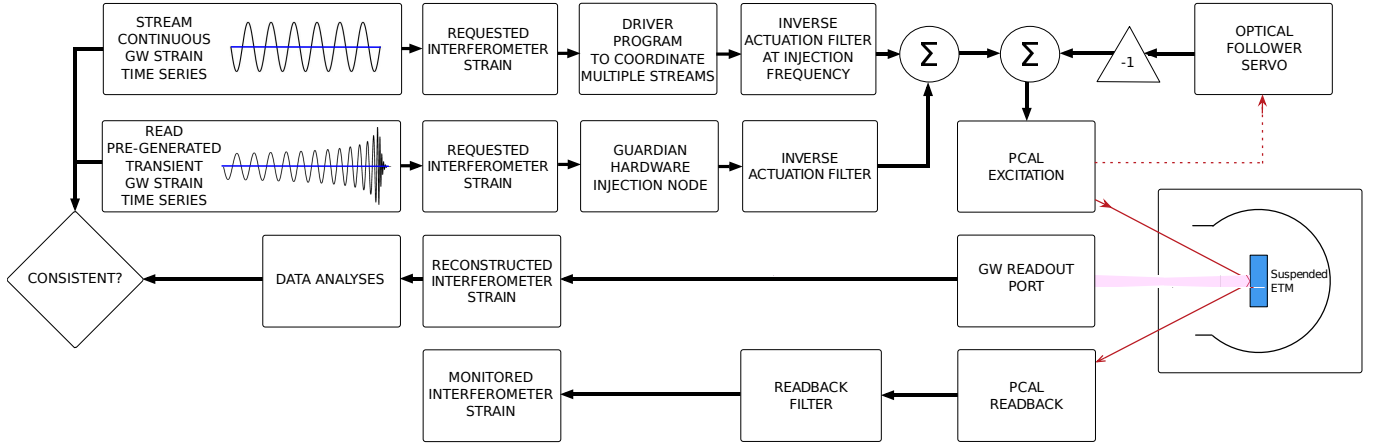 STREAM
CONTINUOUS
GW STRAIN
TIME SERIES
REQUESTED
INTERFEROMETER
STRAIN
DRIVER
PROGRAM
TO COORDINATE
MULTIPLE STREAMS
INVERSE
ACTUATION FILTER
AT INJECTION
FREQUENCY
Σ
Σ
-1
OPTICAL
FOLLOWER
SERVO
READ
PRE-GENERATED
TRANSIENT
GW STRAIN
TIME SERIES
REQUESTED
INTERFEROMETER
STRAIN
GUARDIAN
HARDWARE
INJECTION NODE
INVERSE
ACTUATION FILTER
PCAL
EXCITATION
CONSISTENT?
DATA ANALYSES
RECONSTRUCTED
INTERFEROMETER
STRAIN
GW READOUT
PORT
Suspended
ETM
MONITORED
INTERFEROMETER
STRAIN
READBACK
FILTER
PCAL
READBACK